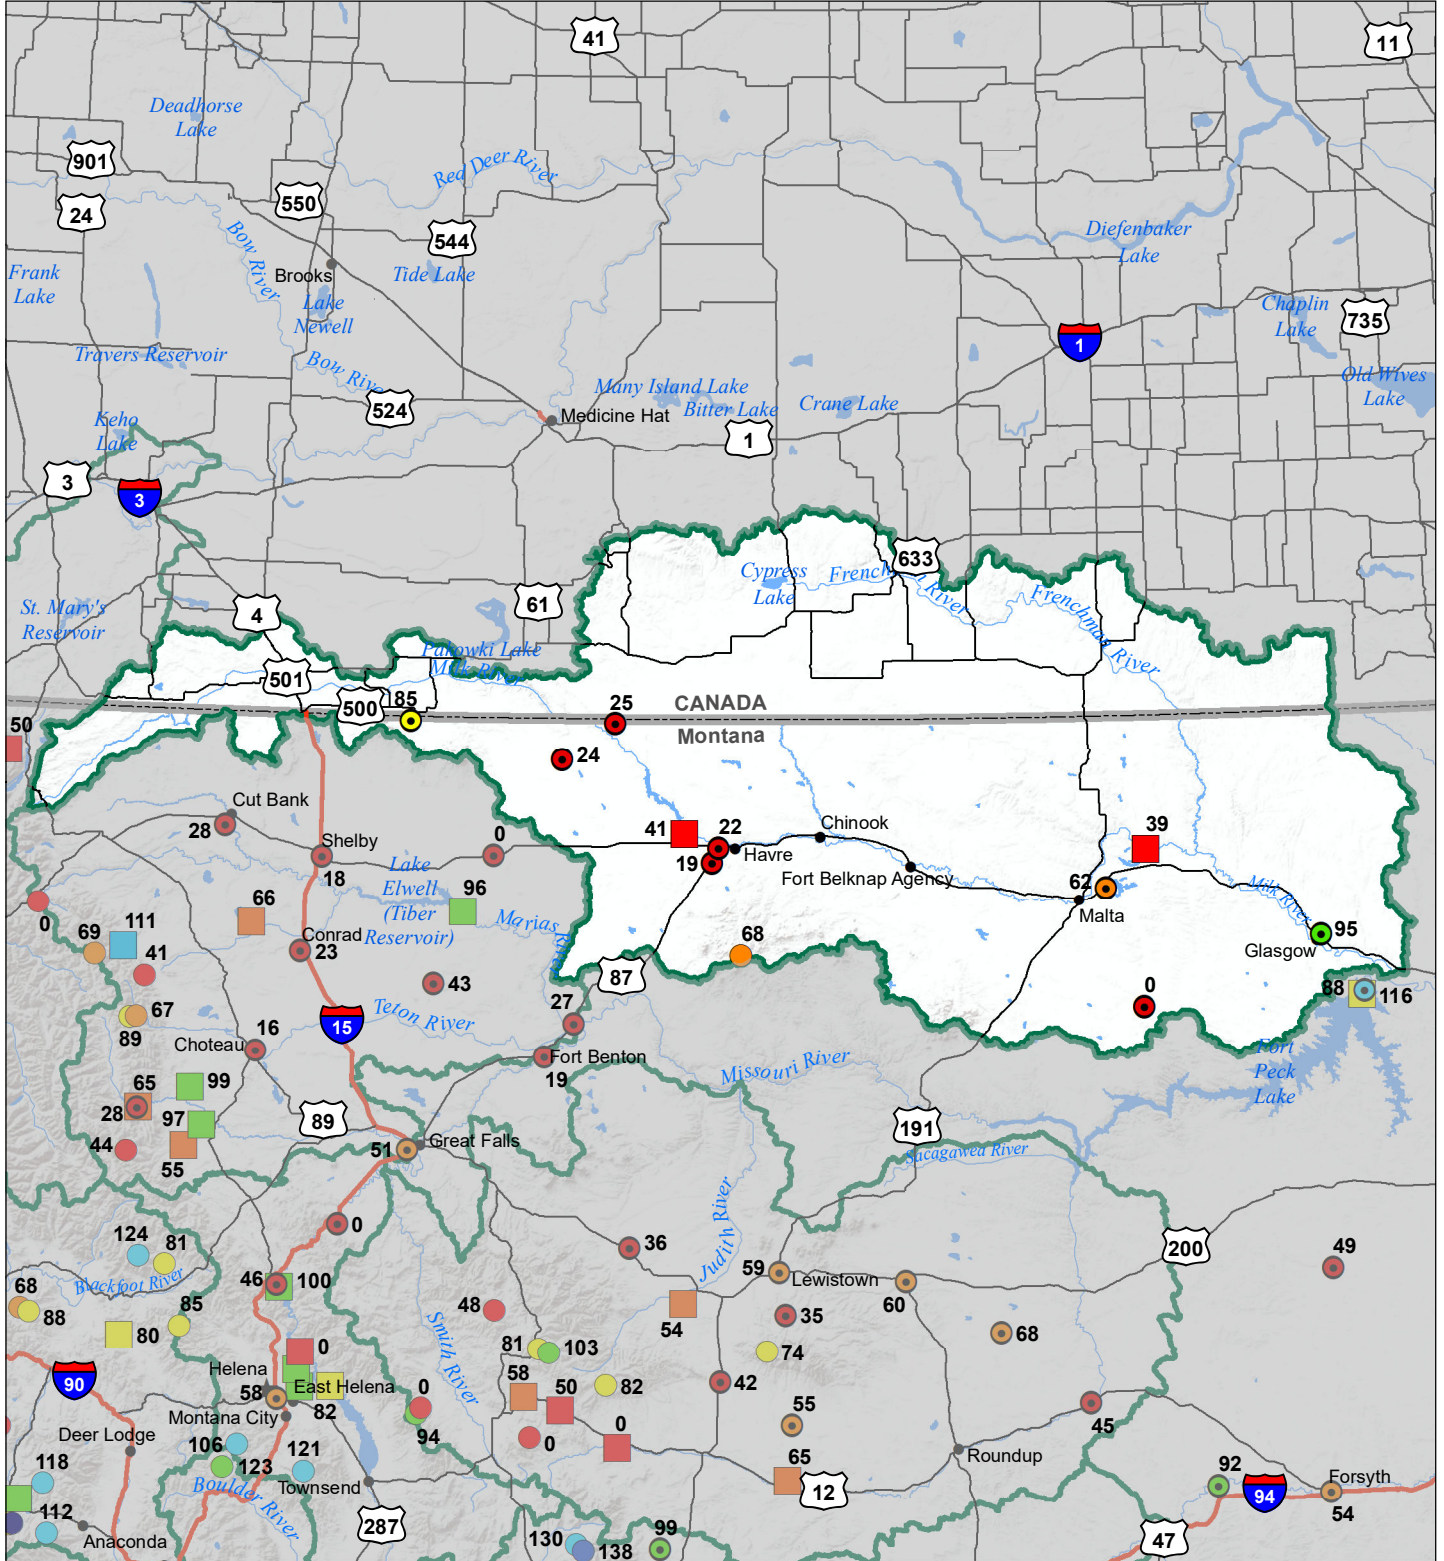 41
11
Deadhorse
Lake
901
Red Deer River
550
24
544
Bow River
Diefenbaker
Lake
Brooks
Tide Lake
Frank
Lake
Lake
Newell
Chaplin
Lake
735
1
Travers Reservoir
Bow River
Many Island Lake
Old Wives
Lake
524
Bitter Lake
Crane Lake
Keho
Lake
Medicine Hat
1
3
3
633
Cypress
Lake
Frenchman River
Frenchman River
St. Mary's
Reservoir
61
4
Pakowki Lake
Milk River
501
500
85
25
CANADA
Montana
50
24
Cut Bank
28
41
22
Chinook
39
Shelby
0
19
Havre
18
Lake
Elwell
(Tiber
Reservoir)
96
Fort Belknap Agency
62
Milk River
66
Malta
0
111
69
Conrad
23
Marias River
95
41
68
Glasgow
87
43
88
116
67
89
15
Teton River
27
0
16
Choteau
Fort Benton
19
Missouri River
Fort
Peck
Lake
65
99
28
97
89
191
44
55
51
Great Falls
Sacagawea River
Judith River
0
124
81
36
200
49
Blackfoot River
46
100
59
Lewistown
60
68
88
85
48
54
35
68
80
Smith River
81
103
74
0
Helena
58
82
42
90
58
East Helena
0
50
82
55
Montana City
94
0
0
45
Deer Lodge
106
121
Roundup
65
123
118
Townsend
12
92
Forsyth
94
54
Boulder River
112
287
Anaconda
130
138
99
47